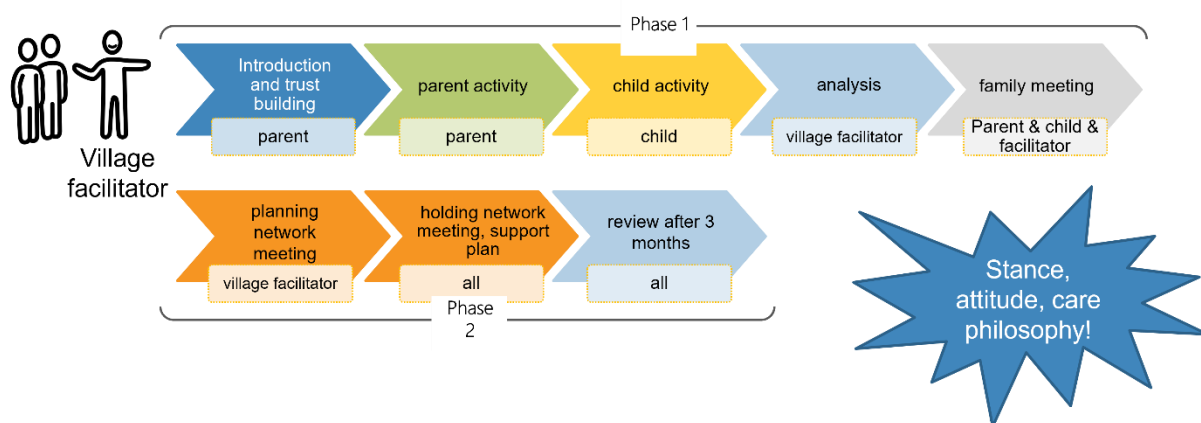 Phase 1
Introduction
and trust
building
parent
parent activity
parent
child activity
child
analysis
village facilitator
family meeting
Parent & child &
facilitator
Village
facilitator
planning
network
meeting
village facilitator
holding network
meeting, support
plan
all
review after 3
months
all
Phase
2
Stance,
attitude, care
philosophy!